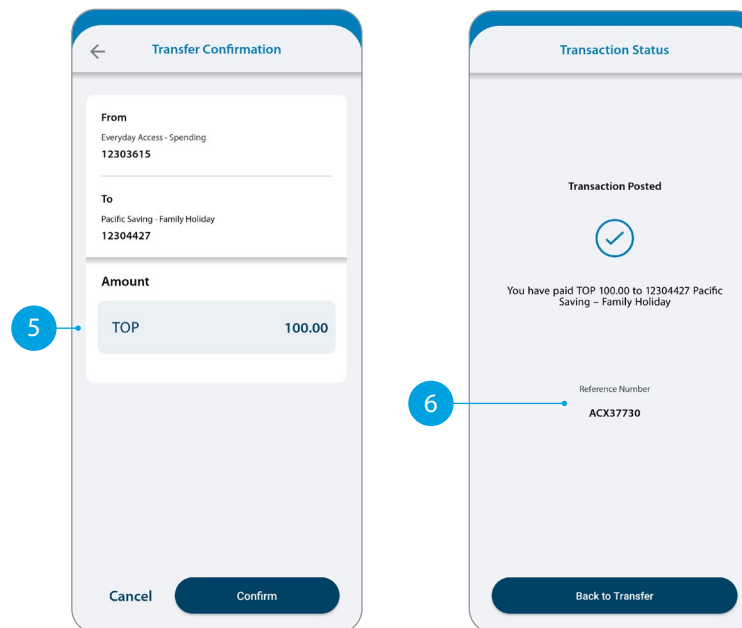 Transfer Confirmation
From
Everyday Access - Spending
12303615
To
Pacific Saving - Family Holiday
12304427
Amount
5
TOP 100.00
Cancel Confirm
Transaction Status
Transaction Posted
You have paid TOP 100.00 to 12304427 Pacific
Saving – Family Holiday
Reference Number
6
ACX37730
Back to Transfer